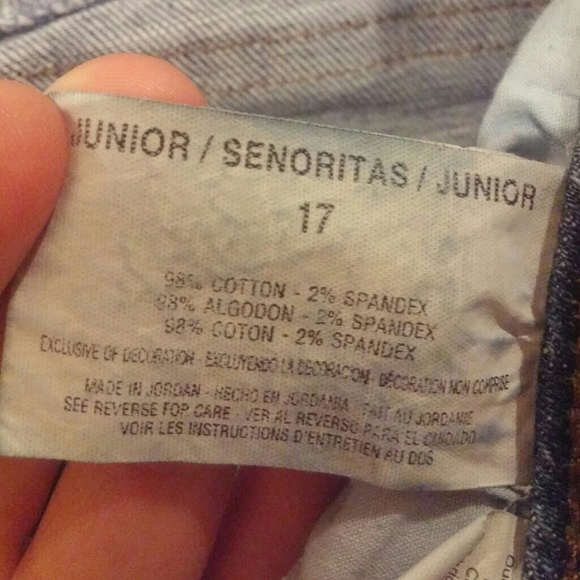 JUNIOR / SENORITAS / JUNIOR
17
98% COTTON - 2% SPANDEX
98% ALGODON - 2% SPANDEX
98% COTON - 2% SPANDEX
EXCLUSIVE OF DECORATION - EXCLUYENDO LA DECORACION - DÉCORATION NON COMPRISE
MADE IN JORDAN - HECHO EN JORDANIA - FAIT AU JORDANIE
SEE REVERSE FOR CARE - VER AL REVERSO PARA EL CUIDADO
VOIR LES INSTRUCTIONS D'ENTRETIEN AU DOS